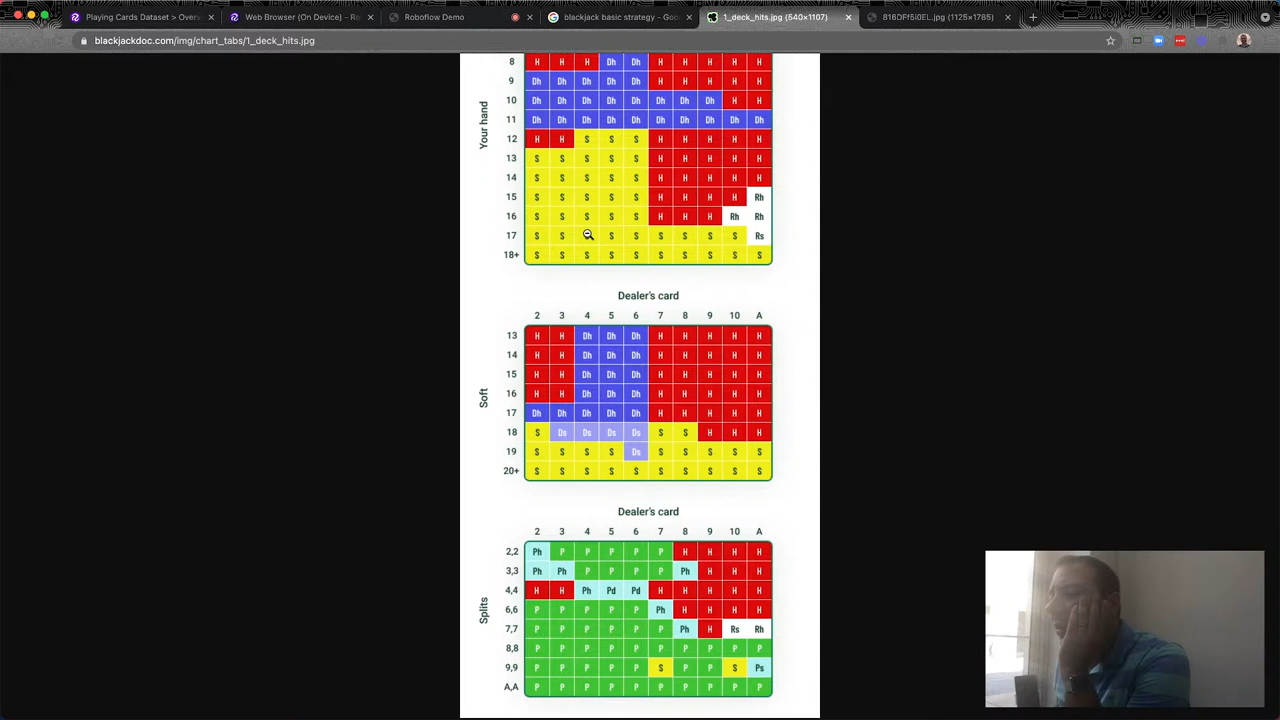 Playing Cards Dataset > Overv
Web Browser (On Device) - Ro
Roboflow Demo
blackjack basic strategy - Goo
1_deck_hits.jpg (540×1107)
816DFf5i0EL.jpg (1125×1785)
blackjackdoc.com/img/chart_tabs/1_deck_hits.jpg
Your hand
8 H H H Dh Dh H H H H H
9 Dh Dh Dh Dh Dh H H H H H
10 Dh Dh Dh Dh Dh Dh Dh Dh H H
11 Dh Dh Dh Dh Dh Dh Dh Dh Dh Dh
12 H H S S S H H H H H
13 S S S S S H H H H H
14 S S S S S H H H H H
15 S S S S S H H H H Rh
16 S S S S S H H H Rh Rh
17 S S S S S S S S S Rs
18+ S S S S S S S S S S
Dealer's card
2 3 4 5 6 7 8 9 10 A
Soft
13 H H Dh Dh Dh H H H H H
14 H H Dh Dh Dh H H H H H
15 H H Dh Dh Dh H H H H H
16 H H Dh Dh Dh H H H H H
17 Dh Dh Dh Dh Dh H H H H H
18 S Ds Ds Ds Ds S S H H H
19 S S S S Ds S S S S S
20+ S S S S S S S S S S
Dealer's card
2 3 4 5 6 7 8 9 10 A
Splits
2,2 Ph P P P P P H H H H
3,3 Ph Ph P P P P Ph H H H
4,4 H H Ph Pd Pd H H H H H
6,6 P P P P P Ph H H H H
7,7 P P P P P P Ph H Rs Rh
8,8 P P P P P P P P P P
9,9 P P P P P S P P S Ps
A,A P P P P P P P P P P